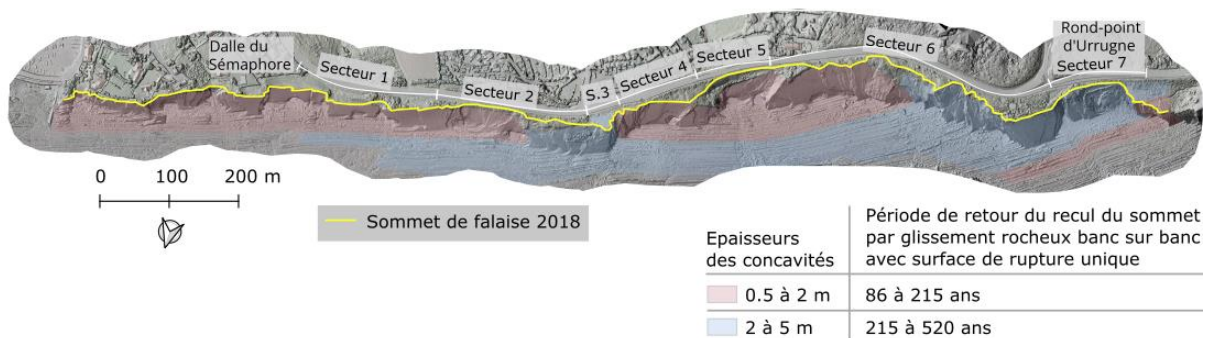 Dalle du
Sémaphore
Secteur 1
Secteur 2
S.3
Secteur 4
Secteur 5
Secteur 6
Rond-point
d'Urrugne
Secteur 7
0 100 200 m
N
Sommet de falaise 2018
Epaisseurs
des concavités
Période de retour du recul du sommet
par glissement rocheux banc sur banc
avec surface de rupture unique
0.5 à 2 m 86 à 215 ans
2 à 5 m 215 à 520 ans